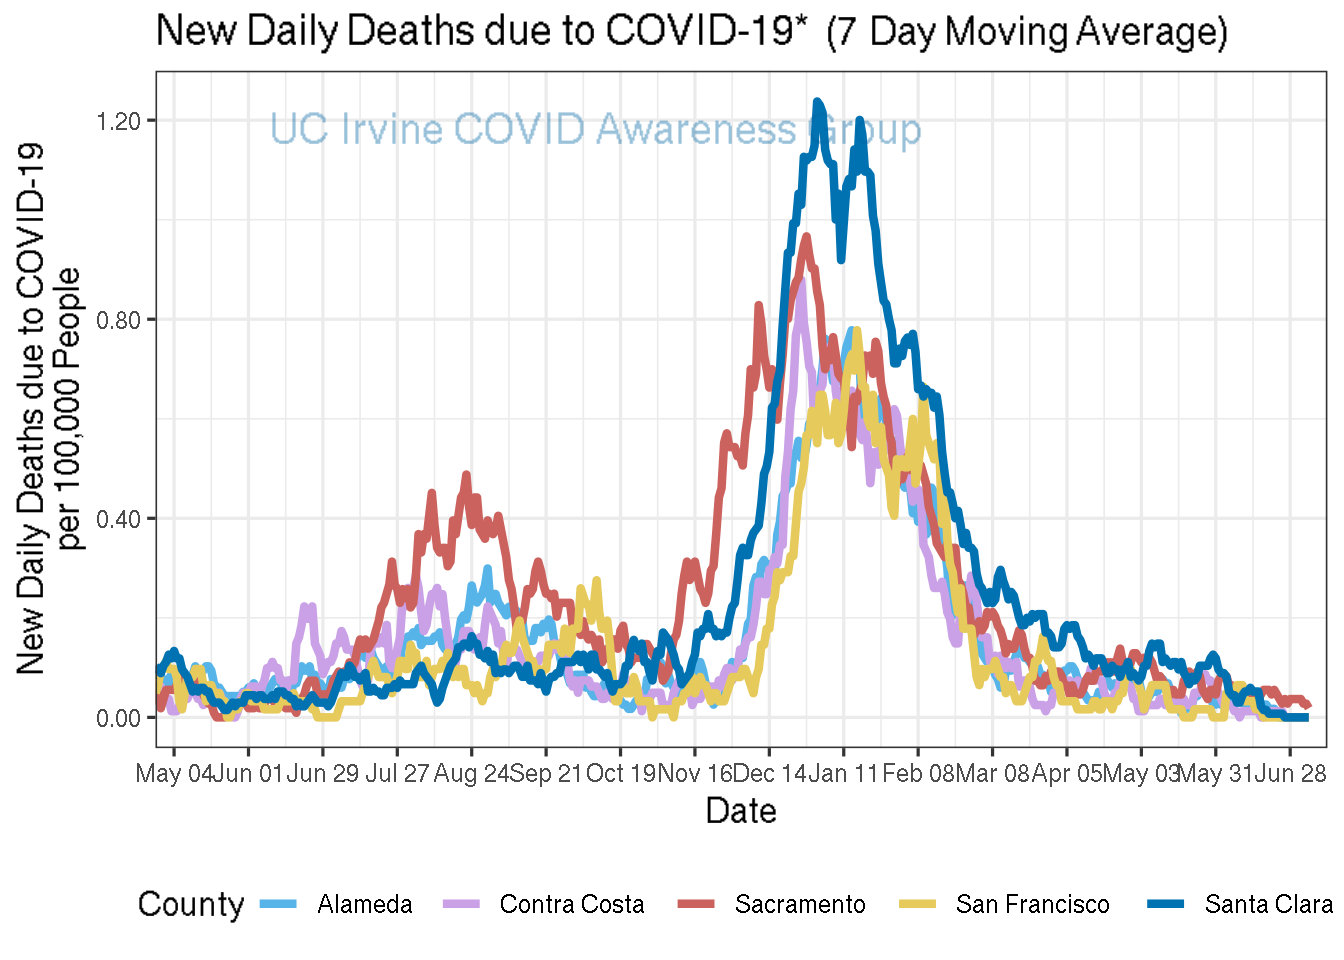 New Daily Deaths due to COVID-19* (7 Day Moving Average)
UC Irvine COVID Awareness Group
New Daily Deaths due to COVID-19
per 100,000 People
1.20
0.80
0.40
0.00
May 04 Jun 01 Jun 29 Jul 27 Aug 24 Sep 21 Oct 19 Nov 16 Dec 14 Jan 11 Feb 08 Mar 08 Apr 05 May 03 May 31 Jun 28
Date
County Alameda Contra Costa Sacramento San Francisco Santa Clara